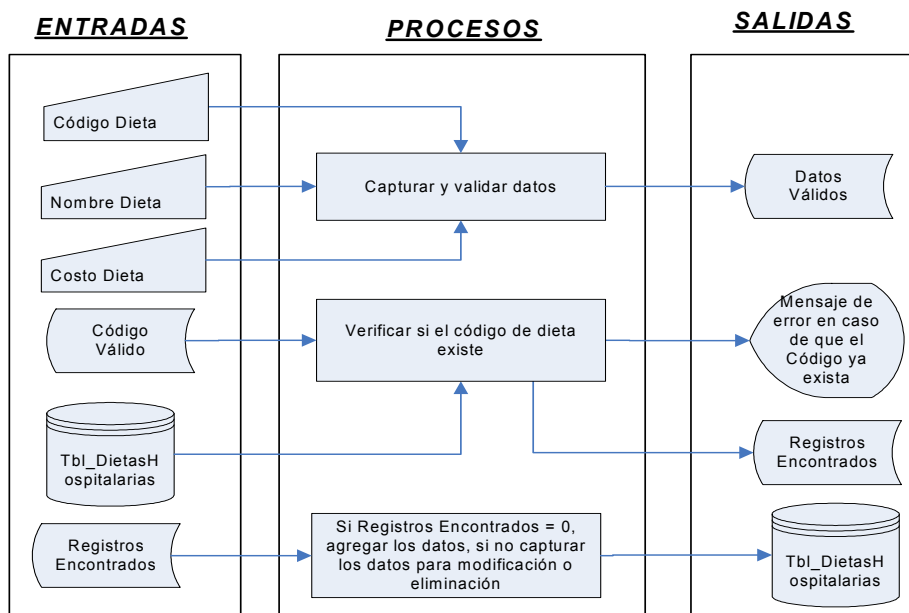 ENTRADAS
PROCESOS
SALIDAS
Código Dieta
Nombre Dieta
Costo Dieta
Capturar y validar datos
Datos
Válidos
Código
Válido
Verificar si el código de dieta
existe
Mensaje de
error en caso
de que el
Código ya
exista
Tbl_DietasH
ospitalarias
Registros
Encontrados
Registros
Encontrados
Si Registros Encontrados = 0,
agregar los datos, si no capturar
los datos para modificación o
eliminación
Tbl_DietasH
ospitalarias